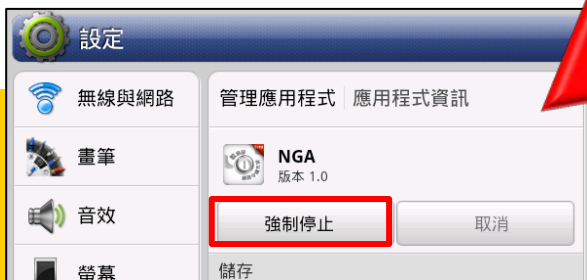 設定
無線與網路
畫筆
音效
螢幕
管理應用程式 應用程式資訊
NGA
版本 1.0
強制停止 取消
儲存